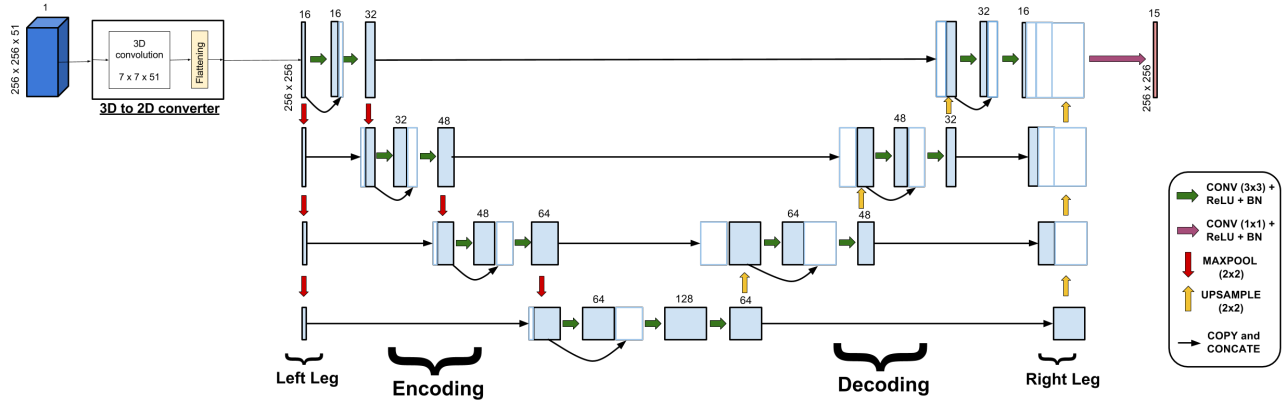 1
256 x 256 x 51
3D
convolution
7 x 7 x 51
Flattening
3D to 2D converter
16
16
32
256 x 256
32
16
15
256 x 256
32
48
48
32
48
64
64
48
64
128
64
Left Leg
Encoding
Decoding
Right Leg
CONV (3x3) +
ReLU + BN
CONV (1x1) +
ReLU + BN
MAXPOOL
(2x2)
UPSAMPLE
(2x2)
COPY and
CONCATE